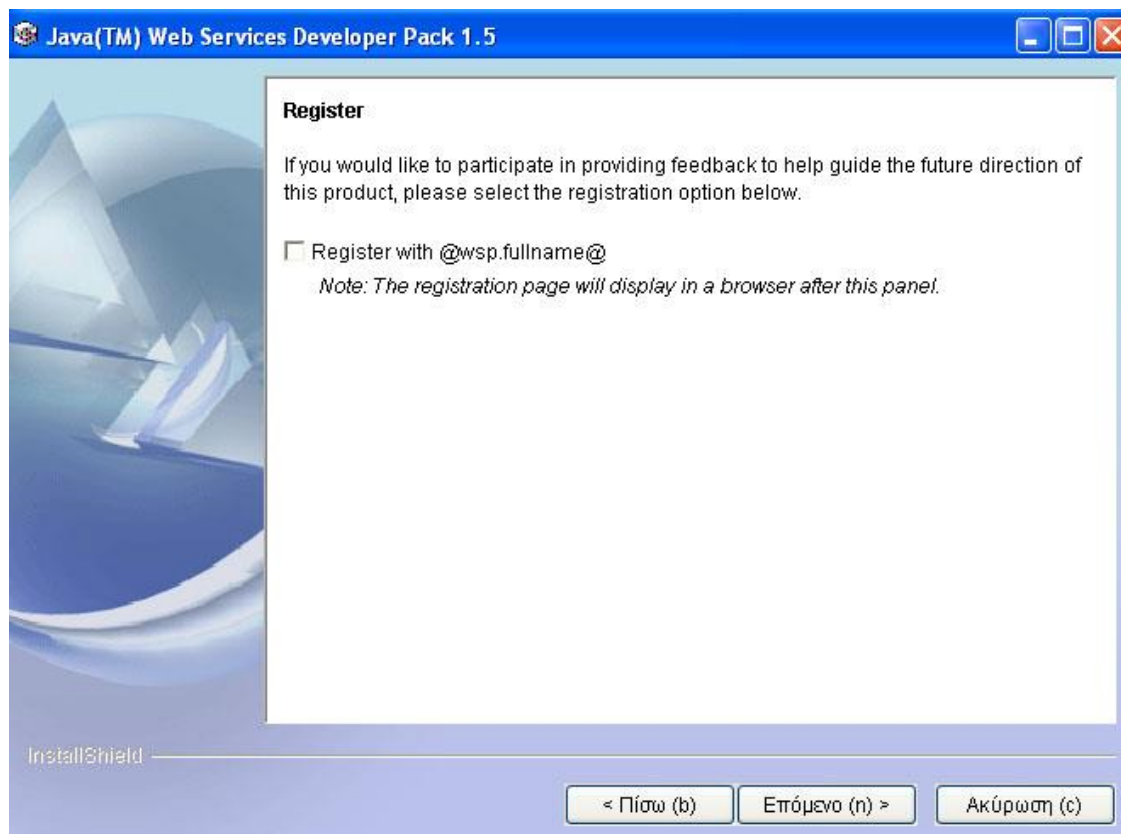 Java(TM) Web Services Developer Pack 1.5
Register
If you would like to participate in providing feedback to help guide the future direction of
this product, please select the registration option below.
Register with @wsp.fullname@
Note: The registration page will display in a browser after this panel.
InstallShield
< Πίσω (b)
Επόμενο (n) >
Ακύρωση (c)